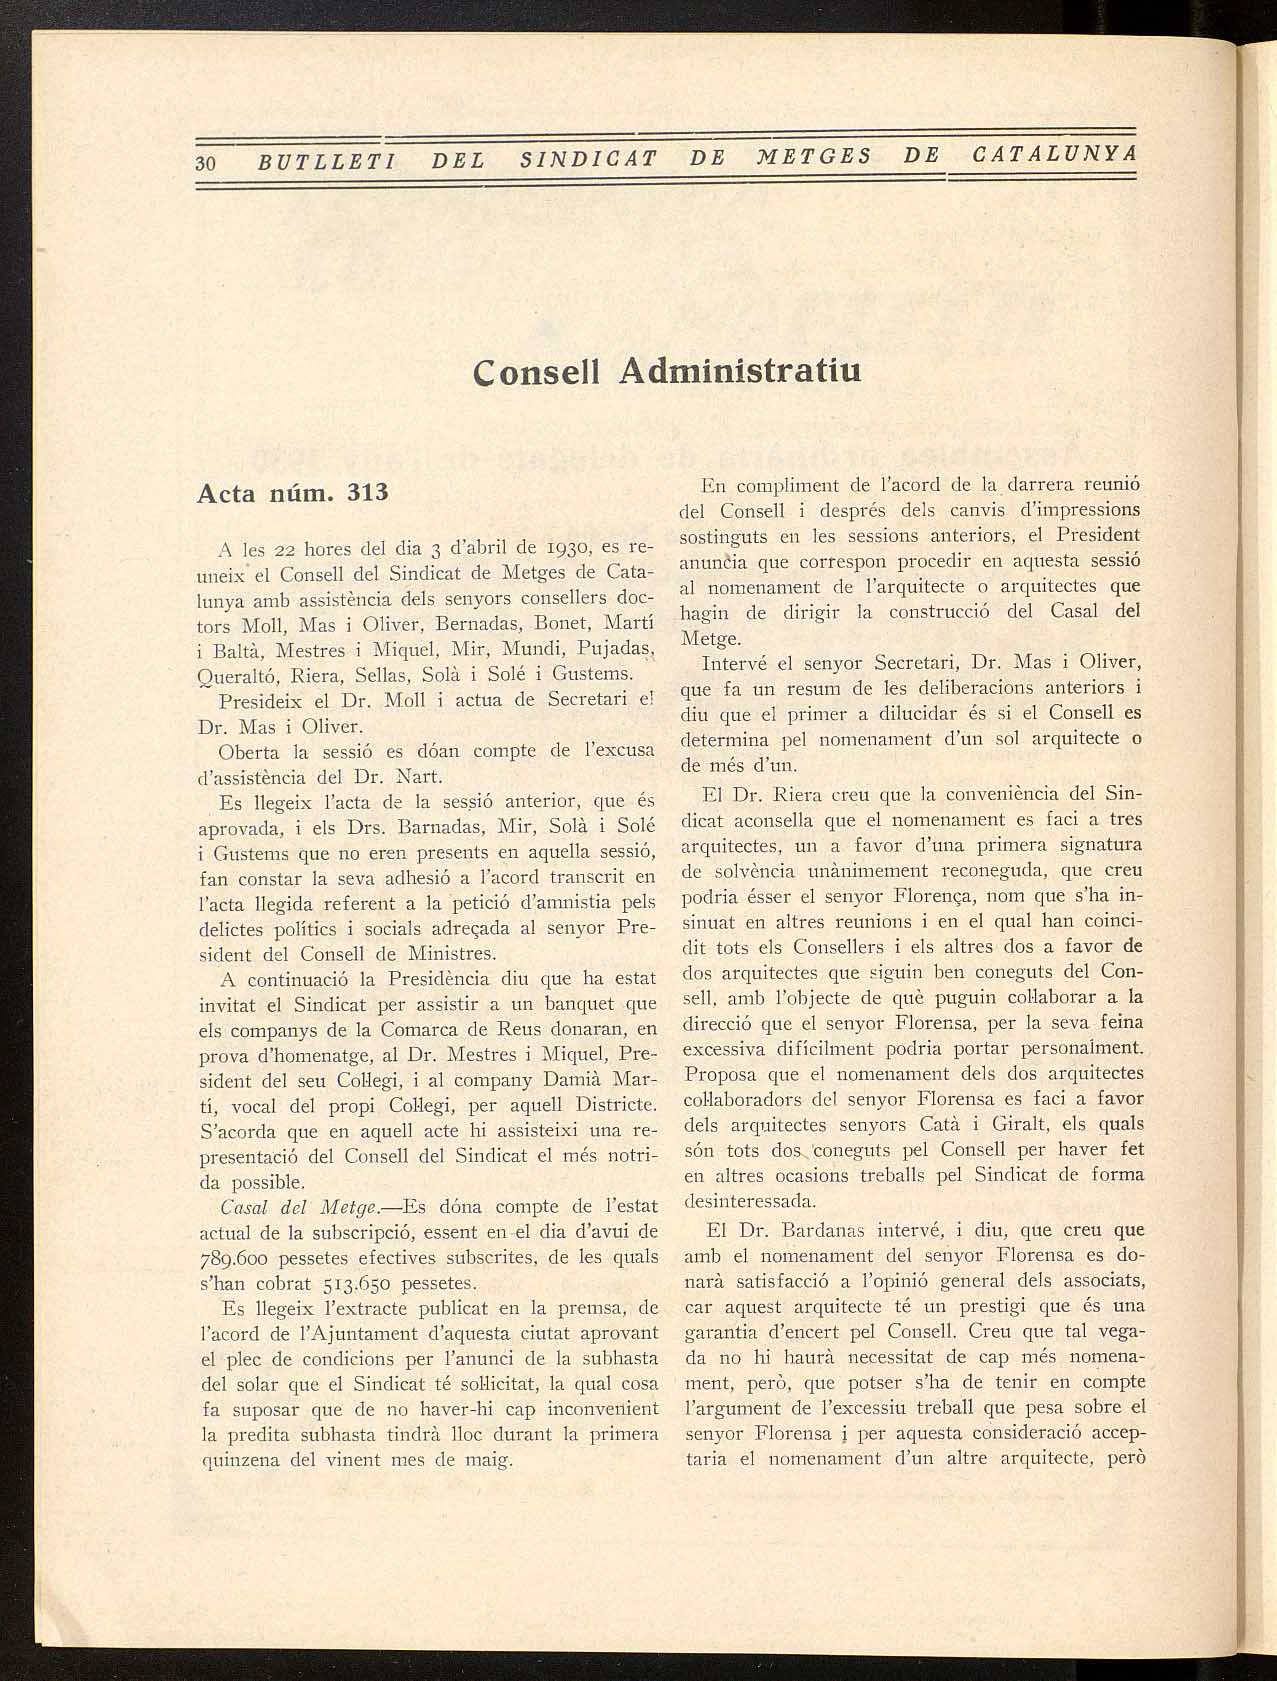 30 BUTLLETI DEL SINDICAT DE METGES DE CATALUNYA
Consell Administratiu
Acta núm. 313
A les 22 hores del dia 3 d'abril de 1930, es re-
uneix el Consell del Sindicat de Metges de Cata-
lunya amb assistència dels senyors consellers doc-
tors Moll, Mas i Oliver, Bernadas, Bonet, Martí
i Baltà, Mestres i Miquel, Mir, Mundi, Pujadas,
Queraltó, Riera, Sellas, Solà i Solé i Gustems.
Presideix el Dr. Moll i actua de Secretari el
Dr. Mas i Oliver.
Oberta la sessió es dóan compte de l'excusa
d'assistència del Dr. Nart.
Es llegeix l'acta de la sessió anterior, que és
aprovada, i els Drs. Barnadas, Mir, Solà i Solé
i Gustems que no eren presents en aquella sessió,
fan constar la seva adhesió a l'acord transcrit en
l'acta llegida referent a la petició d'amnistia pels
delictes polítics i socials adreçada al senyor Pre-
sident del Consell de Ministres.
A continuació la Presidència diu que ha estat
invitat el Sindicat per assistir a un banquet que
els companys de la Comarca de Reus donaran, en
prova d'homenatge, al Dr. Mestres i Miquel, Pre-
sident del seu Col·legi, i al company Damià Mar-
tí, vocal del propi Col·legi, per aquell Districte.
S'acorda que en aquell acte hi assisteixi una re-
presentació del Consell del Sindicat el més notri-
da possible.
Casal del Metge.—Es dóna compte de l'estat
actual de la subscripció, essent en el dia d'avui de
789.600 pessetes efectives subscrites, de les quals
s'han cobrat 513.650 pessetes.
Es llegeix l'extracte publicat en la premsa, de
l'acord de l'Ajuntament d'aquesta ciutat aprovant
el plec de condicions per l'anunci de la subhasta
del solar que el Sindicat té sol·licitat, la qual cosa
fa suposar que de no haver-hi cap inconvenient
la predita subhasta tindrà lloc durant la primera
quinzena del vinent mes de maig.
En compliment de l'acord de la darrera reunió
del Consell i després dels canvis d'impressions
sostinguts en les sessions anteriors, el President
anuncia que correspon procedir en aquesta sessió
al nomenament de l'arquitecte o arquitectes que
hagin de dirigir la construcció del Casal del
Metge.
Intervé el senyor Secretari, Dr. Mas i Oliver,
que fa un resum de les deliberacions anteriors i
diu que el primer a dilucidar és si el Consell es
determina pel nomenament d'un sol arquitecte o
de més d'un.
El Dr. Riera creu que la conveniència del Sin-
dicat aconsella que el nomenament es faci a tres
arquitectes, un a favor d'una primera signatura
de solvència unànimement reconeguda, que creu
podria ésser el senyor Florença, nom que s'ha in-
sinuat en altres reunions i en el qual han coinci-
dit tots els Consellers i els altres dos a favor de
dos arquitectes que siguin ben coneguts del Con-
sell, amb l'objecte de què puguin col·laborar a la
direcció que el senyor Florensa, per la seva feina
excessiva difícilment podria portar personalment.
Proposa que el nomenament dels dos arquitectes
col·laboradors del senyor Florensa es faci a favor
dels arquitectes senyors Catà i Giralt, els quals
són tots dos coneguts pel Consell per haver fet
en altres ocasions treballs pel Sindicat de forma
desinteressada.
El Dr. Bardanas intervé, i diu, que creu que
amb el nomenament del senyor Florensa es do-
narà satisfacció a l'opinió general dels associats,
car aquest arquitecte té un prestigi que és una
garantia d'encert pel Consell. Creu que tal vega-
da no hi haurà necessitat de cap més nomena-
ment, però, que potser s'ha de tenir en compte
l'argument de l'excessiu treball que pesa sobre el
senyor Florensa i per aquesta consideració accep-
taria el nomenament d'un altre arquitecte, però